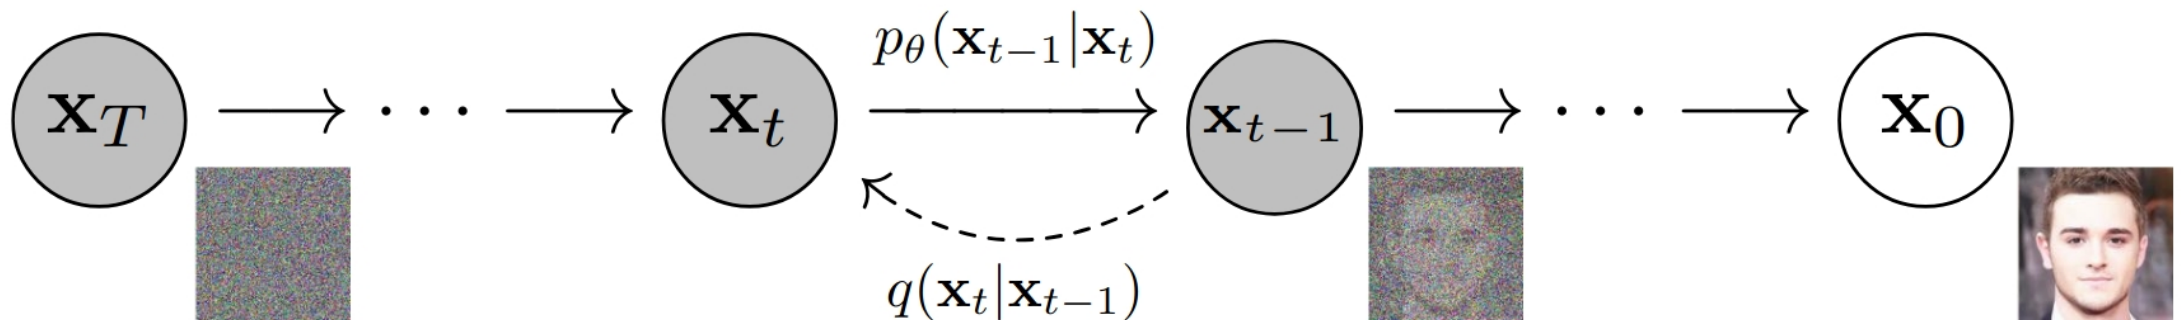 p_θ(x_{t−1}|x_t)
x_T ⟶ ··· ⟶ x_t ⟶ x_{t−1} ⟶ ··· ⟶ x_0
q(x_t|x_{t−1})